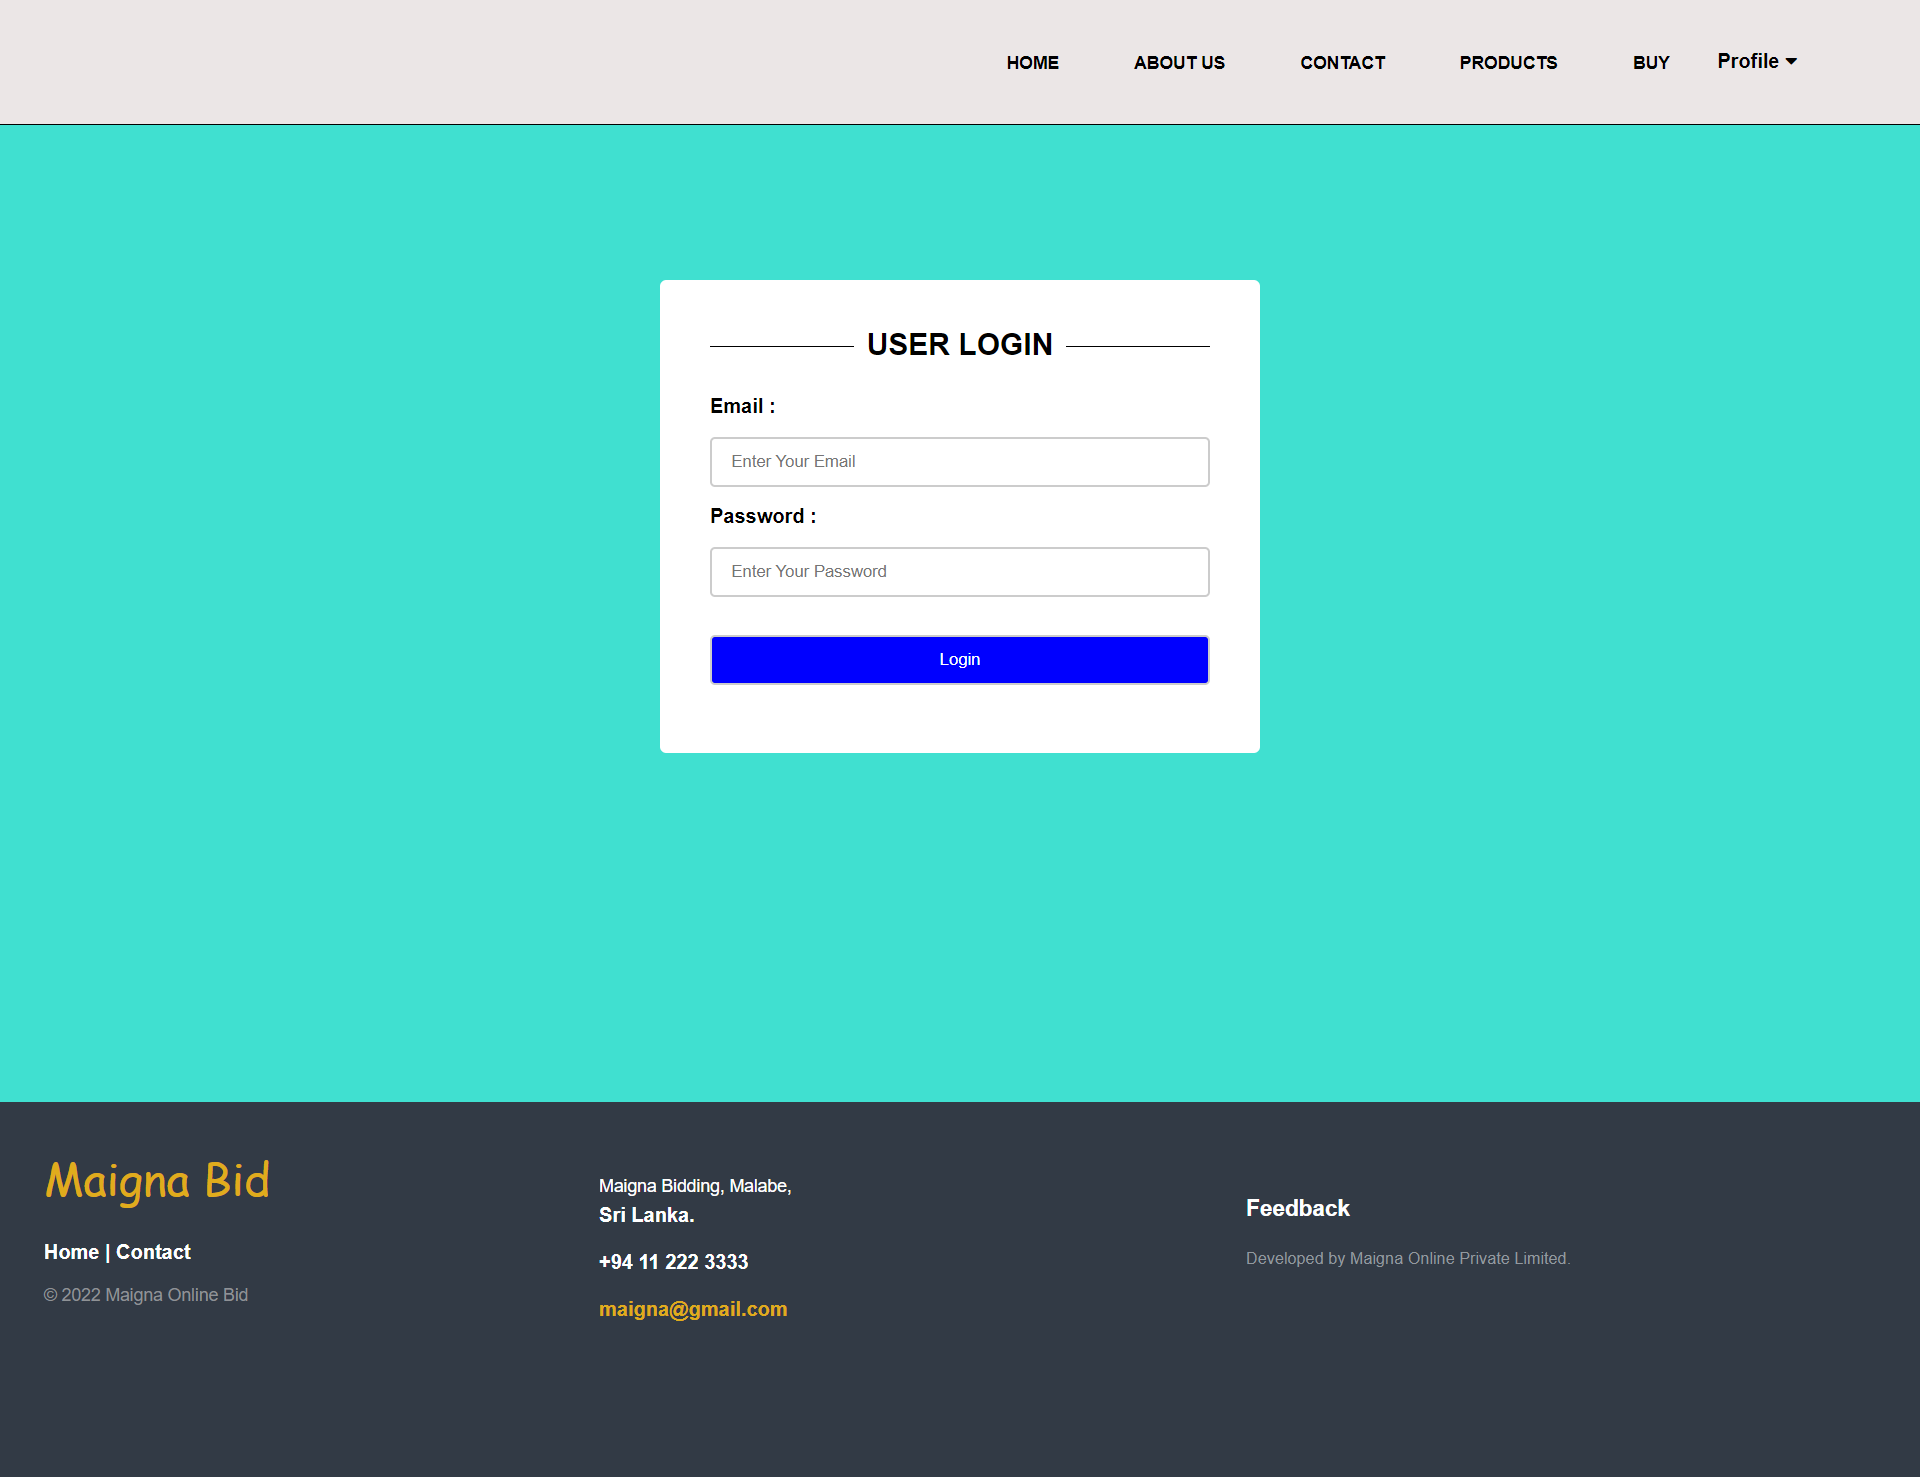 HOME ABOUT US CONTACT PRODUCTS BUY Profile
USER LOGIN
Email :
Enter Your Email
Password :
Enter Your Password
Login
Maigna Bid
Home | Contact
© 2022 Maigna Online Bid
Maigna Bidding, Malabe,
Sri Lanka.
+94 11 222 3333
maigna@gmail.com
Feedback
Developed by Maigna Online Private Limited.